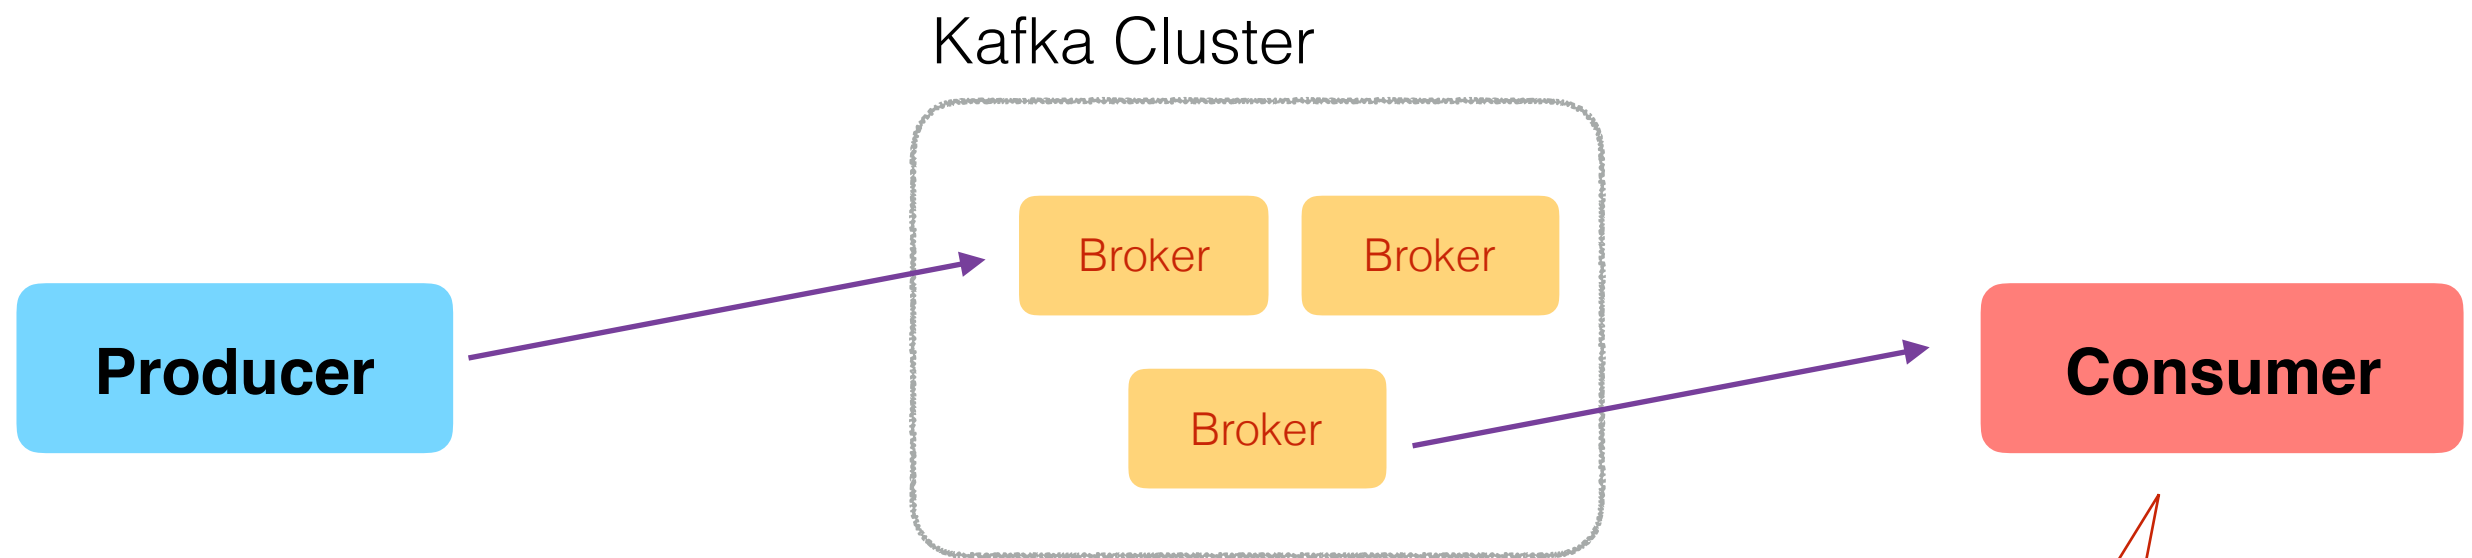 Kafka Cluster
Broker
Broker
Producer
Consumer
Broker